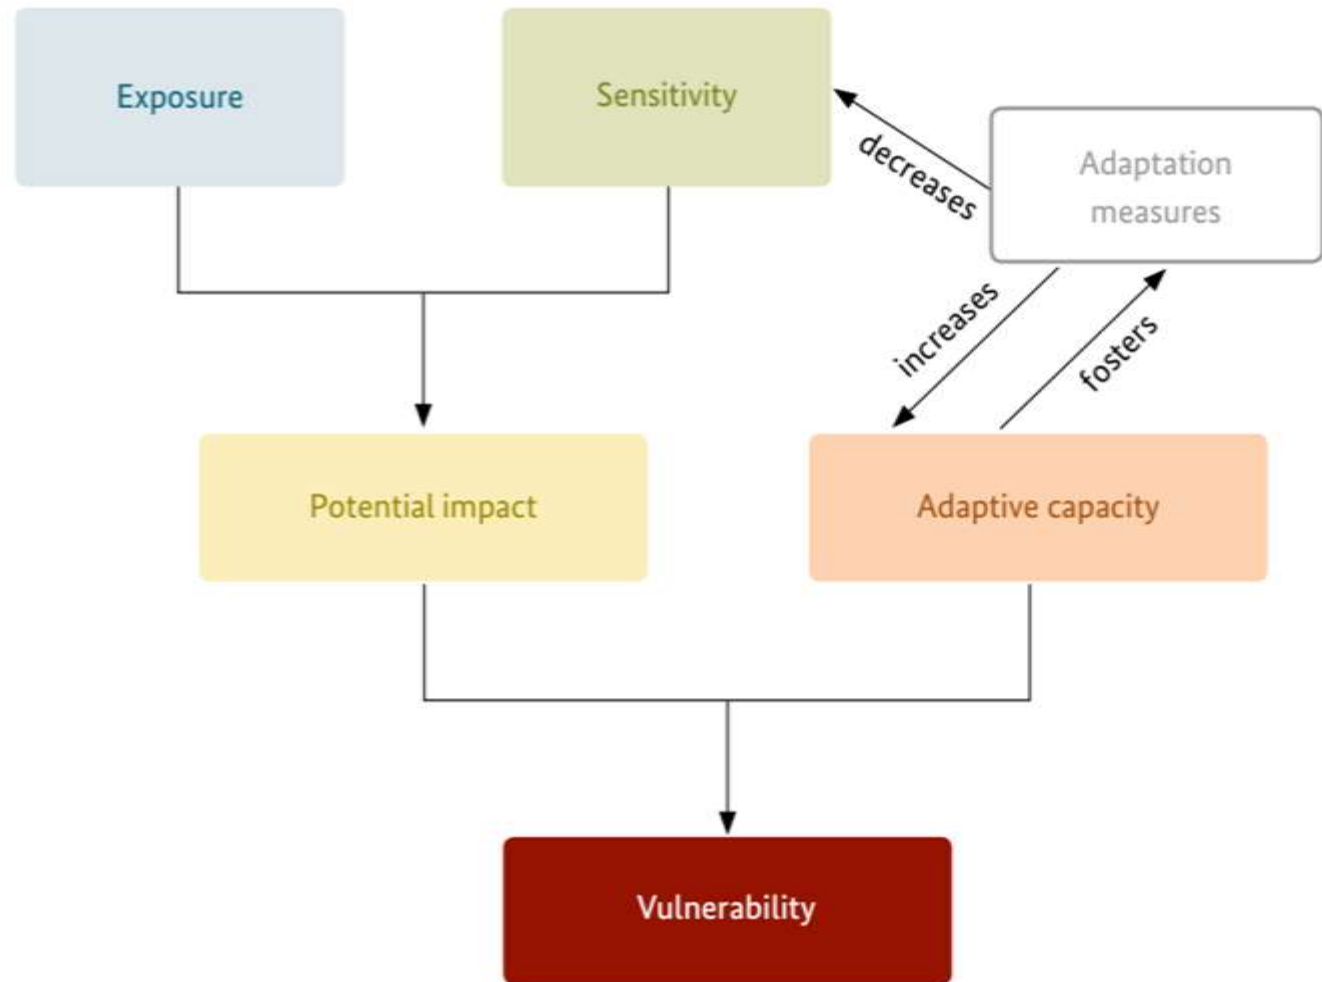 Exposure
Sensitivity
decreases
Adaptation
measures
increases
fosters
Potential impact
Adaptive capacity
Vulnerability